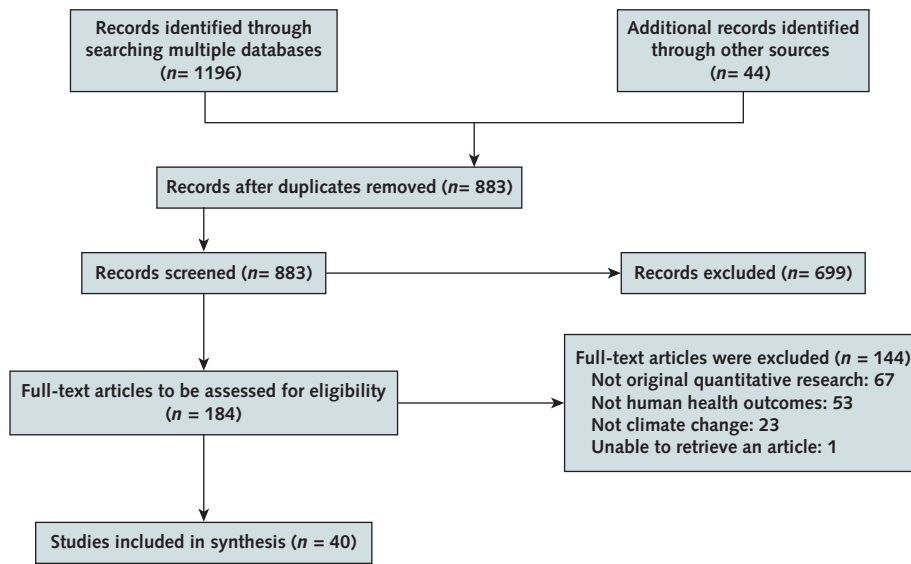 Records identified through
searching multiple databases
(n= 1196)
Additional records identified
through other sources
(n= 44)
Records after duplicates removed (n= 883)
Records screened (n= 883)
Records excluded (n= 699)
Full-text articles to be assessed for eligibility
(n = 184)
Full-text articles were excluded (n = 144)
Not original quantitative research: 67
Not human health outcomes: 53
Not climate change: 23
Unable to retrieve an article: 1
Studies included in synthesis (n = 40)